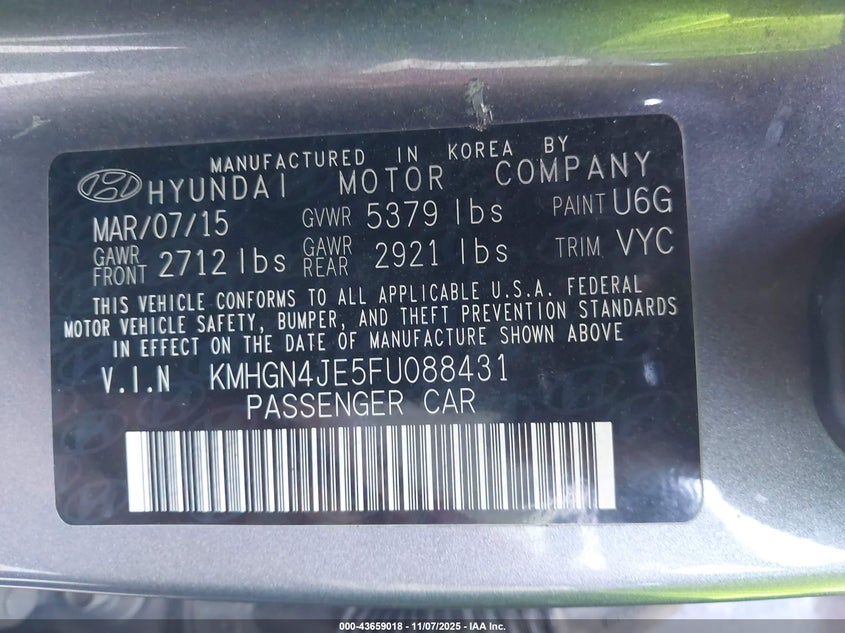 MANUFACTURED IN KOREA BY
HYUNDAI MOTOR COMPANY
MAR/07/15 GVWR 5379 lbs PAINT U6G
GAWR FRONT 2712 lbs GAWR REAR 2921 lbs TRIM VYC
THIS VEHICLE CONFORMS TO ALL APPLICABLE U.S.A. FEDERAL
MOTOR VEHICLE SAFETY, BUMPER, AND THEFT PREVENTION STANDARDS
IN EFFECT ON THE DATE OF MANUFACTURE SHOWN ABOVE
V.I.N KMHGN4JE5FU088431
PASSENGER CAR
000-43659018 - 11/07/2025 - IAA Inc.